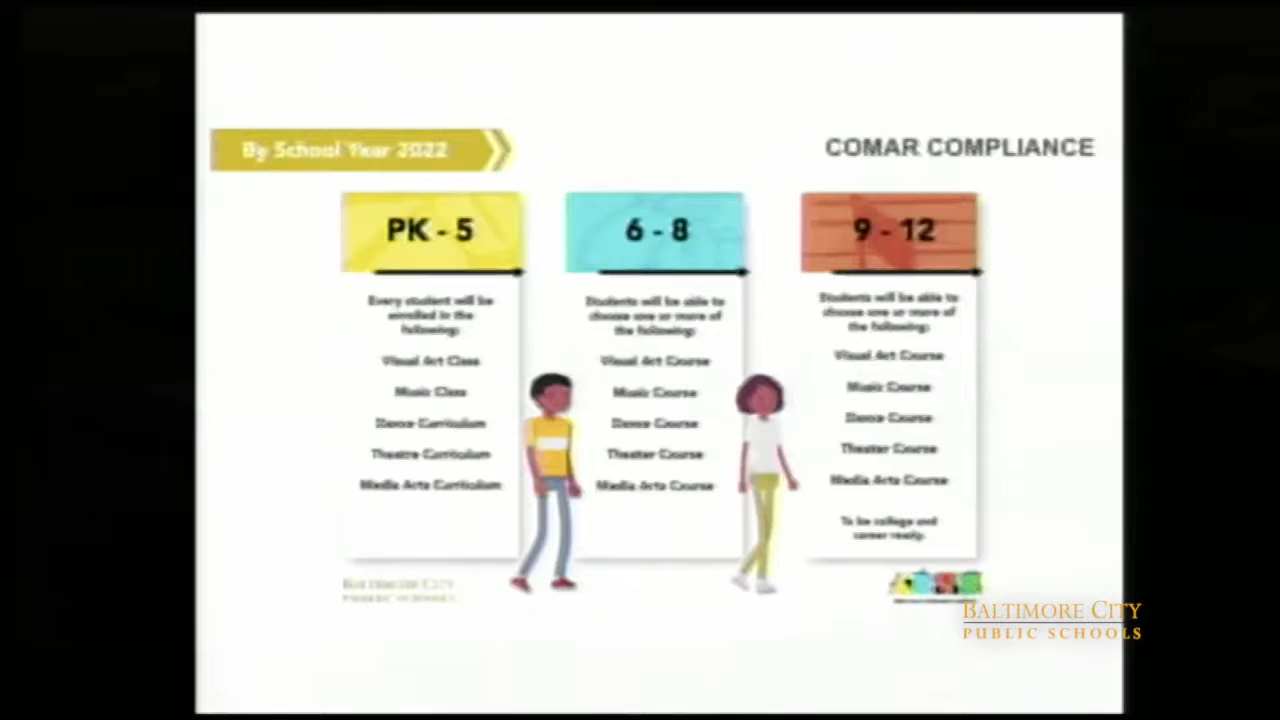 By School Year 2022
COMAR COMPLIANCE
PK - 5
Every student will be
enrolled in the
following:
Visual Art Class
Music Class
Dance Curriculum
Theatre Curriculum
Media Arts Curriculum
6 - 8
Students will be able to
choose one or more of
the following:
Visual Art Course
Music Course
Dance Course
Theater Course
Media Arts Course
9 - 12
Students will be able to
choose one or more of
the following:
Visual Art Course
Music Course
Dance Course
Theater Course
Media Arts Course
To be college and
career ready.
BALTIMORE CITY
PUBLIC SCHOOLS
BALTIMORE CITY
PUBLIC SCHOOLS